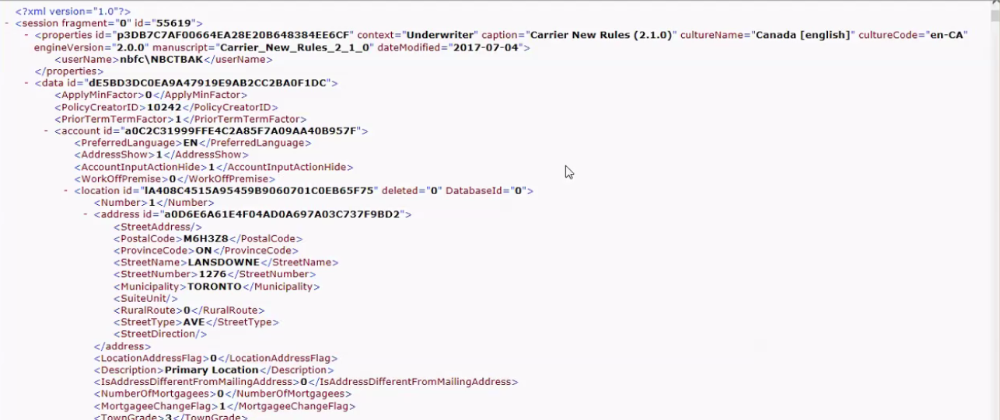 <?xml version="1.0"?>
- <session fragment="0" id="55619">
- <properties id="p3DB7C7AF00664EA28E20B648384EE6CF" context="Underwriter" caption="Carrier New Rules (2.1.0)" cultureName="Canada [english]" cultureCode="en-CA"
engineVersion="2.0.0" manuscript="Carrier_New_Rules_2_1_0" dateModified="2017-07-04">
<userName>nbfc\NBCTBAK</userName>
</properties>
- <data id="dE5BD3DC0EA9A47919E9AB2CC2BA0F1DC">
<ApplyMinFactor>0</ApplyMinFactor>
<PolicyCreatorID>10242</PolicyCreatorID>
<PriorTermTermFactor>1</PriorTermTermFactor>
- <account id="a0C2C31999FFE4C2A85F7A09AA40B957F">
<PreferredLanguage>EN</PreferredLanguage>
<AddressShow>1</AddressShow>
<AccountInputActionHide>1</AccountInputActionHide>
<WorkOffPremise>0</WorkOffPremise>
- <location id="lA408C4515A95459B9060701C0EB65F75" deleted="0" DatabaseId="0">
<Number>1</Number>
- <address id="a0D6E6A61E4F04AD0A697A03C737F9BD2">
<StreetAddress/>
<PostalCode>M6H3Z8</PostalCode>
<ProvinceCode>ON</ProvinceCode>
<StreetName>LANSDOWNE</StreetName>
<StreetNumber>1276</StreetNumber>
<Municipality>TORONTO</Municipality>
<SuiteUnit/>
<RuralRoute>0</RuralRoute>
<StreetType>AVE</StreetType>
<StreetDirection/>
</address>
<LocationAddressFlag>0</LocationAddressFlag>
<Description>Primary Location</Description>
<IsAddressDifferentFromMailingAddress>0</IsAddressDifferentFromMailingAddress>
<NumberOfMortgagees>0</NumberOfMortgagees>
<MortgageeChangeFlag>1</MortgageeChangeFlag>
<TownGrade>3</TownGrade>